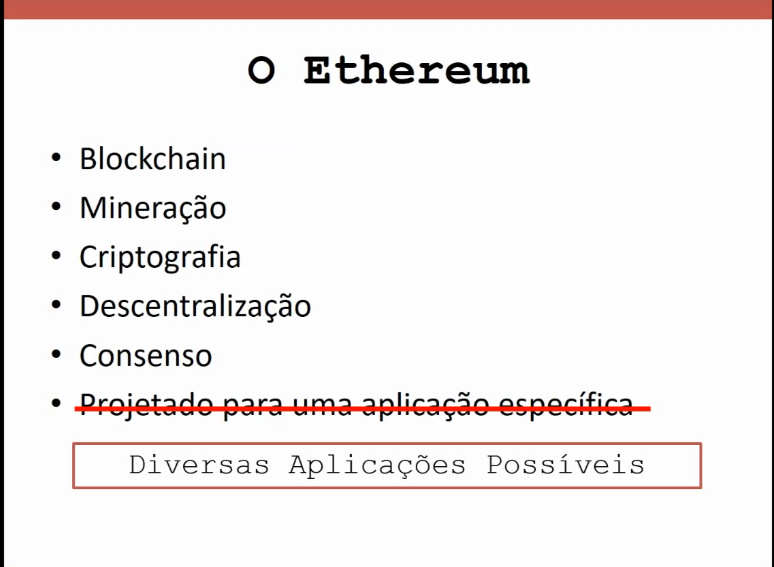 O Ethereum
• Blockchain
• Mineração
• Criptografia
• Descentralização
• Consenso
• Projetado para uma aplicação específica
Diversas Aplicações Possíveis